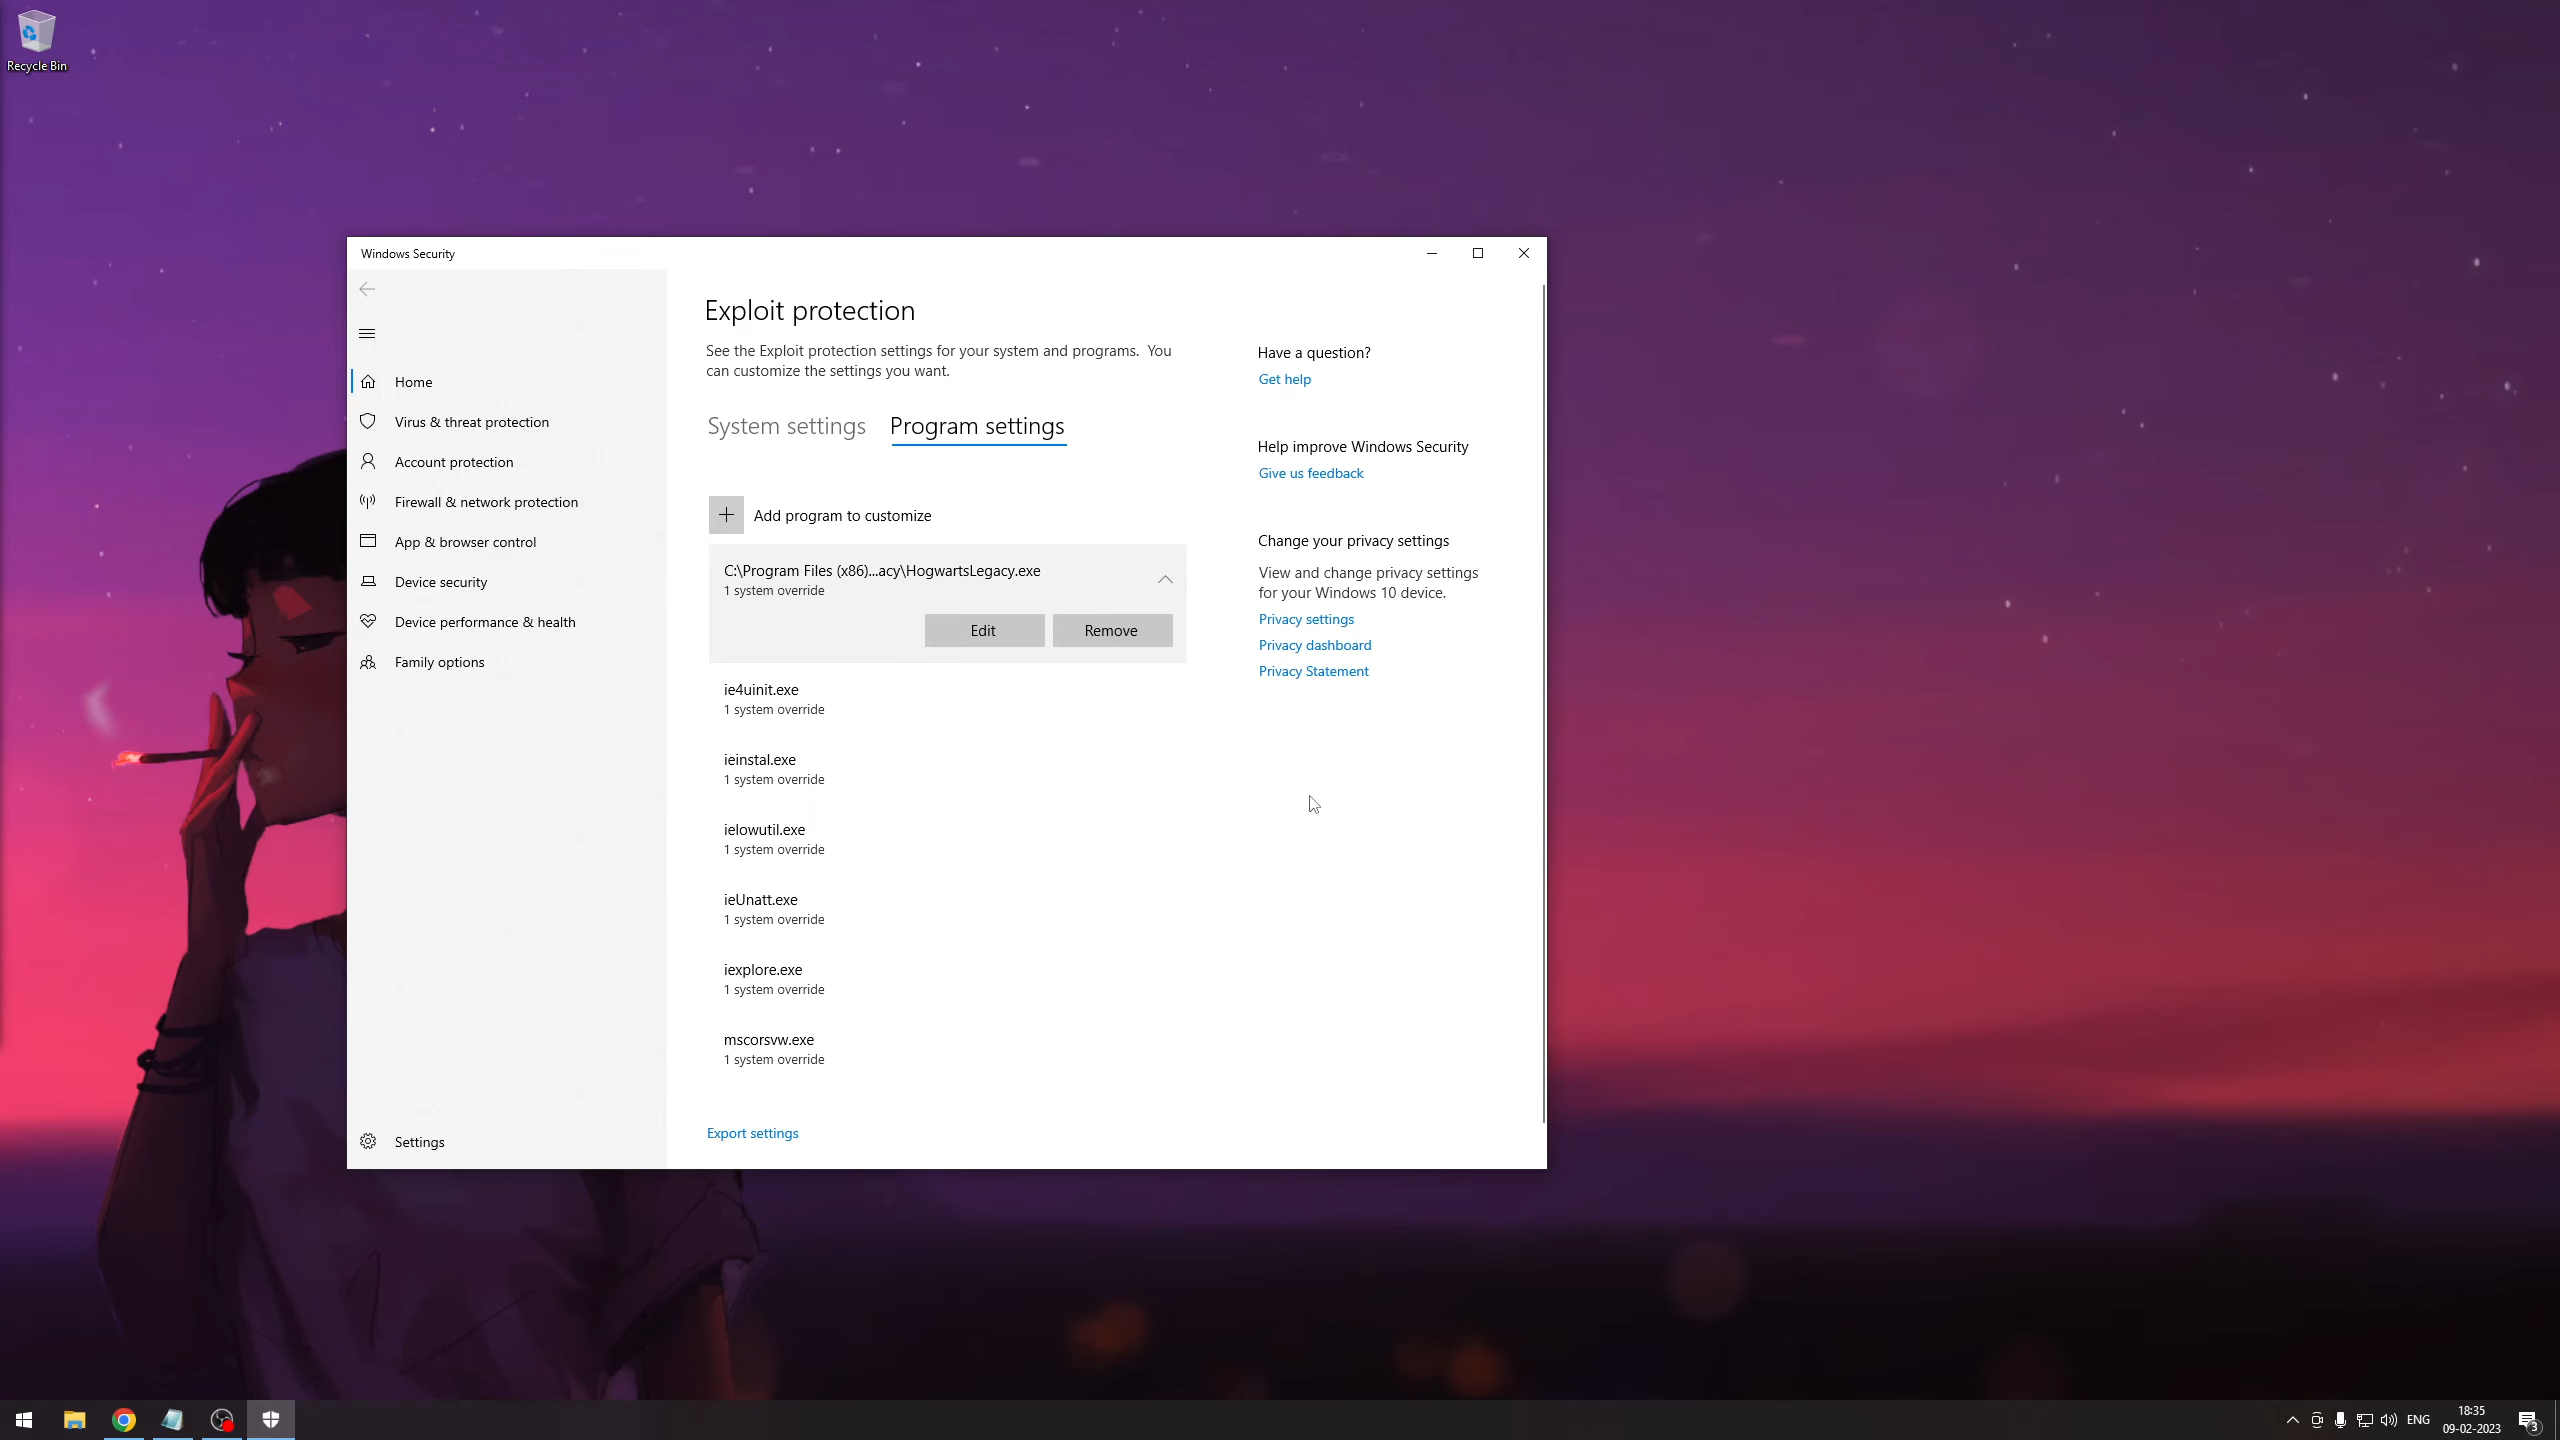 Recycle Bin
Windows Security
Home
Virus & threat protection
Account protection
Firewall & network protection
App & browser control
Device security
Device performance & health
Family options
Settings
Exploit protection
See the Exploit protection settings for your system and programs. You
can customize the settings you want.
System settings
Program settings
Add program to customize
C:\Program Files (x86)...acy\HogwartsLegacy.exe
1 system override
Edit
Remove
ie4uinit.exe
1 system override
ieinstal.exe
1 system override
ielowutil.exe
1 system override
ieUnatt.exe
1 system override
iexplore.exe
1 system override
mscorsvw.exe
1 system override
Export settings
Have a question?
Get help
Help improve Windows Security
Give us feedback
Change your privacy settings
View and change privacy settings
for your Windows 10 device.
Privacy settings
Privacy dashboard
Privacy Statement
ENG
18:35
09-02-2023
3